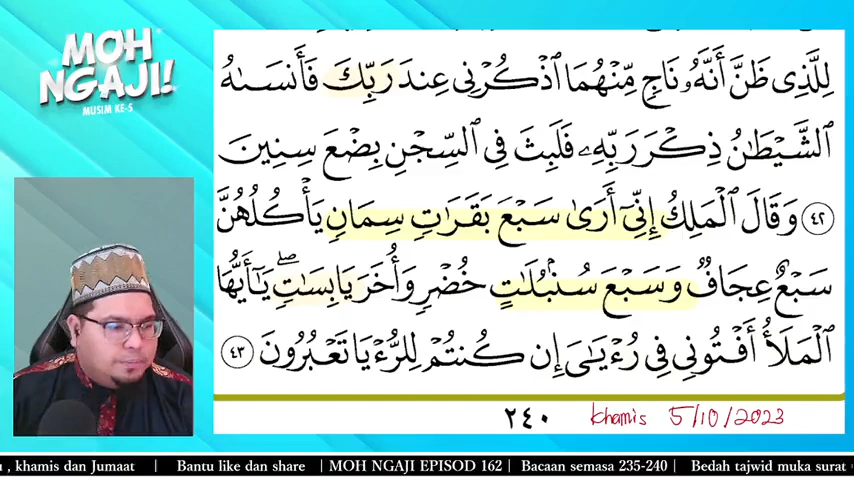 MOH
NGAJI!
MUSIM KE-5
لِلَّذِى ظَنَّ أَنَّهُۥ نَاجٍ مِّنْهُمَا ٱذْكُرْنِى عِندَ رَبِّكَ فَأَنسَىٰهُ
ٱلشَّيْطَٰنُ ذِكْرَ رَبِّهِۦ فَلَبِثَ فِى ٱلسِّجْنِ بِضْعَ سِنِينَ
٤٢ وَقَالَ ٱلْمَلِكُ إِنِّىٓ أَرَىٰ سَبْعَ بَقَرَٰتٍ سِمَانٍ يَأْكُلُهُنَّ
سَبْعٌ عِجَافٌ وَسَبْعَ سُنۢبُلَٰتٍ خُضْرٍ وَأُخَرَ يَابِسَٰتٍ ۖ يَٰٓأَيُّهَا
ٱلْمَلَأُ أَفْتُونِى فِى رُءْيَٰىَ إِن كُنتُمْ لِلرُّءْيَا تَعْبُرُونَ ٤٣
٢٤٠ khamis 5/10/2023
, khamis dan Jumaat | Bantu like dan share | MOH NGAJI EPISOD 162 | Bacaan semasa 235-240 | Bedah tajwid muka surat